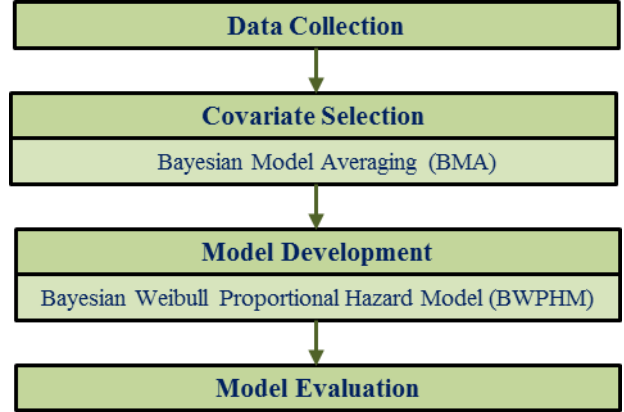 Data Collection
Covariate Selection
Bayesian Model Averaging (BMA)
Model Development
Bayesian Weibull Proportional Hazard Model (BWPHM)
Model Evaluation